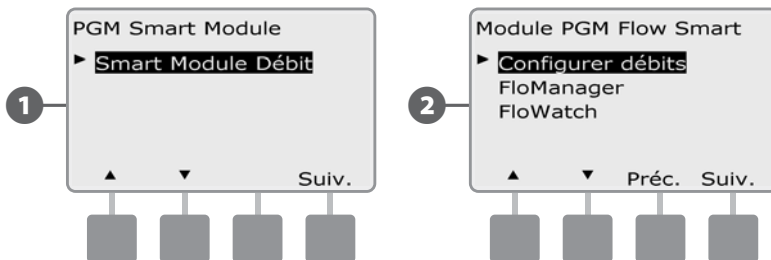 PGM Smart Module
► Smart Module Débit
1
▲ ▼ Suiv.
Module PGM Flow Smart
► Configurer débits
FloManager
FloWatch
2
▲ ▼ Préc. Suiv.